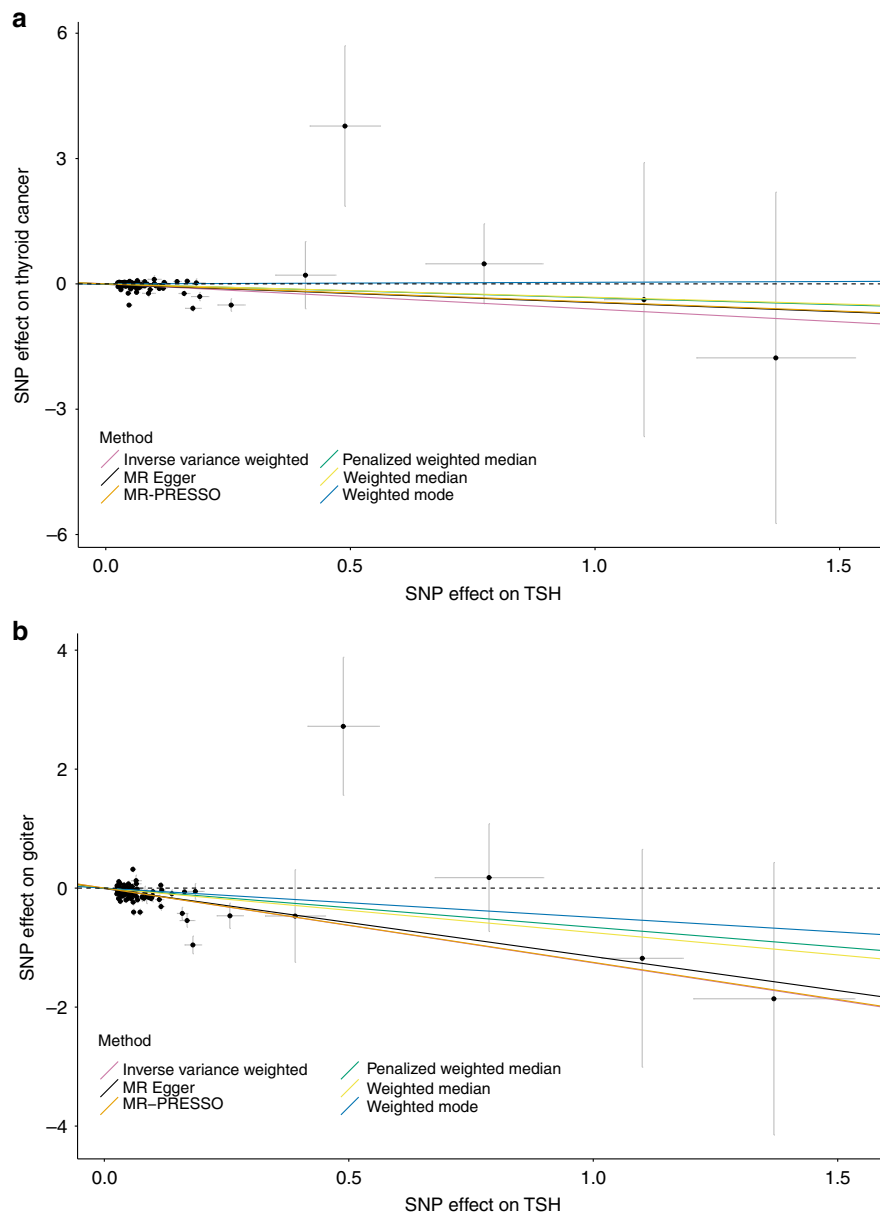 a
6
3
0
−3
−6
SNP effect on thyroid cancer
Method
Inverse variance weighted
MR Egger
MR-PRESSO
Penalized weighted median
Weighted median
Weighted mode
0.0
0.5
1.0
1.5
SNP effect on TSH
b
4
2
0
−2
−4
SNP effect on goiter
Method
Inverse variance weighted
MR Egger
MR−PRESSO
Penalized weighted median
Weighted median
Weighted mode
0.0
0.5
1.0
1.5
SNP effect on TSH